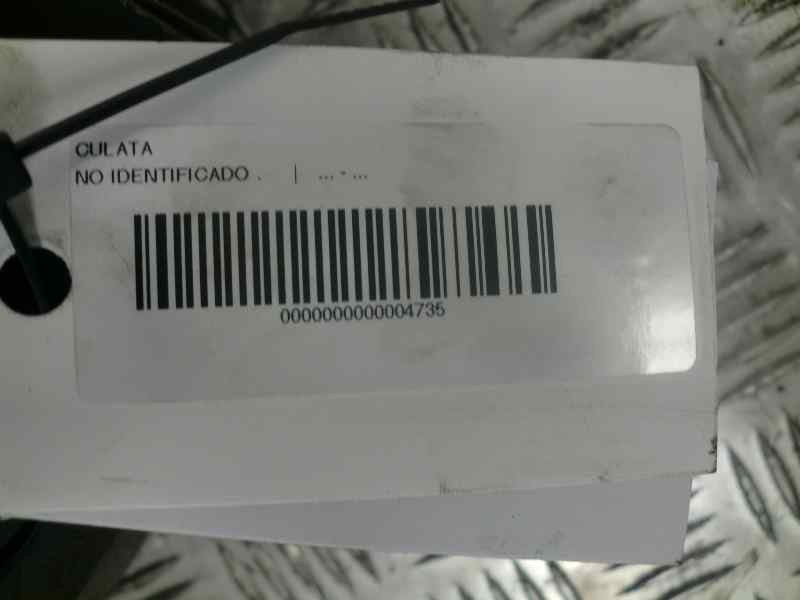 CULATA
NO IDENTIFICADO . | ... - ...
0000000000004735